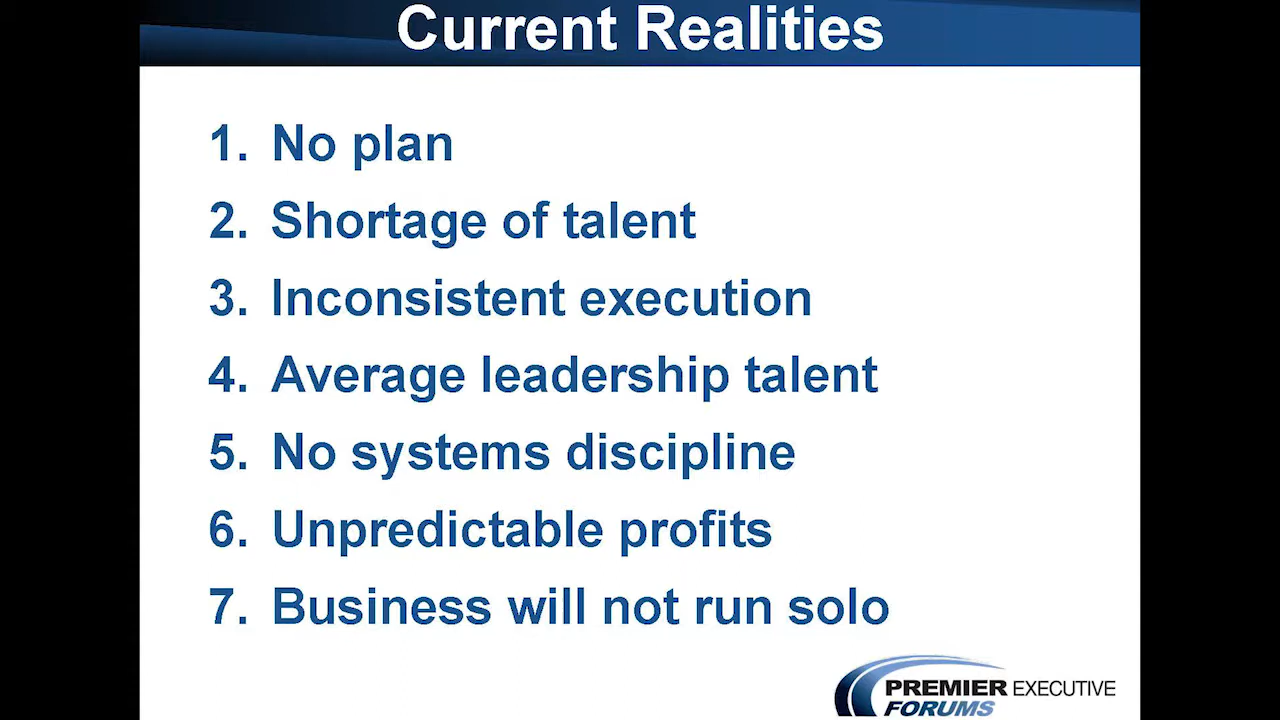 Current Realities
1. No plan
2. Shortage of talent
3. Inconsistent execution
4. Average leadership talent
5. No systems discipline
6. Unpredictable profits
7. Business will not run solo
PREMIER EXECUTIVE
FORUMS